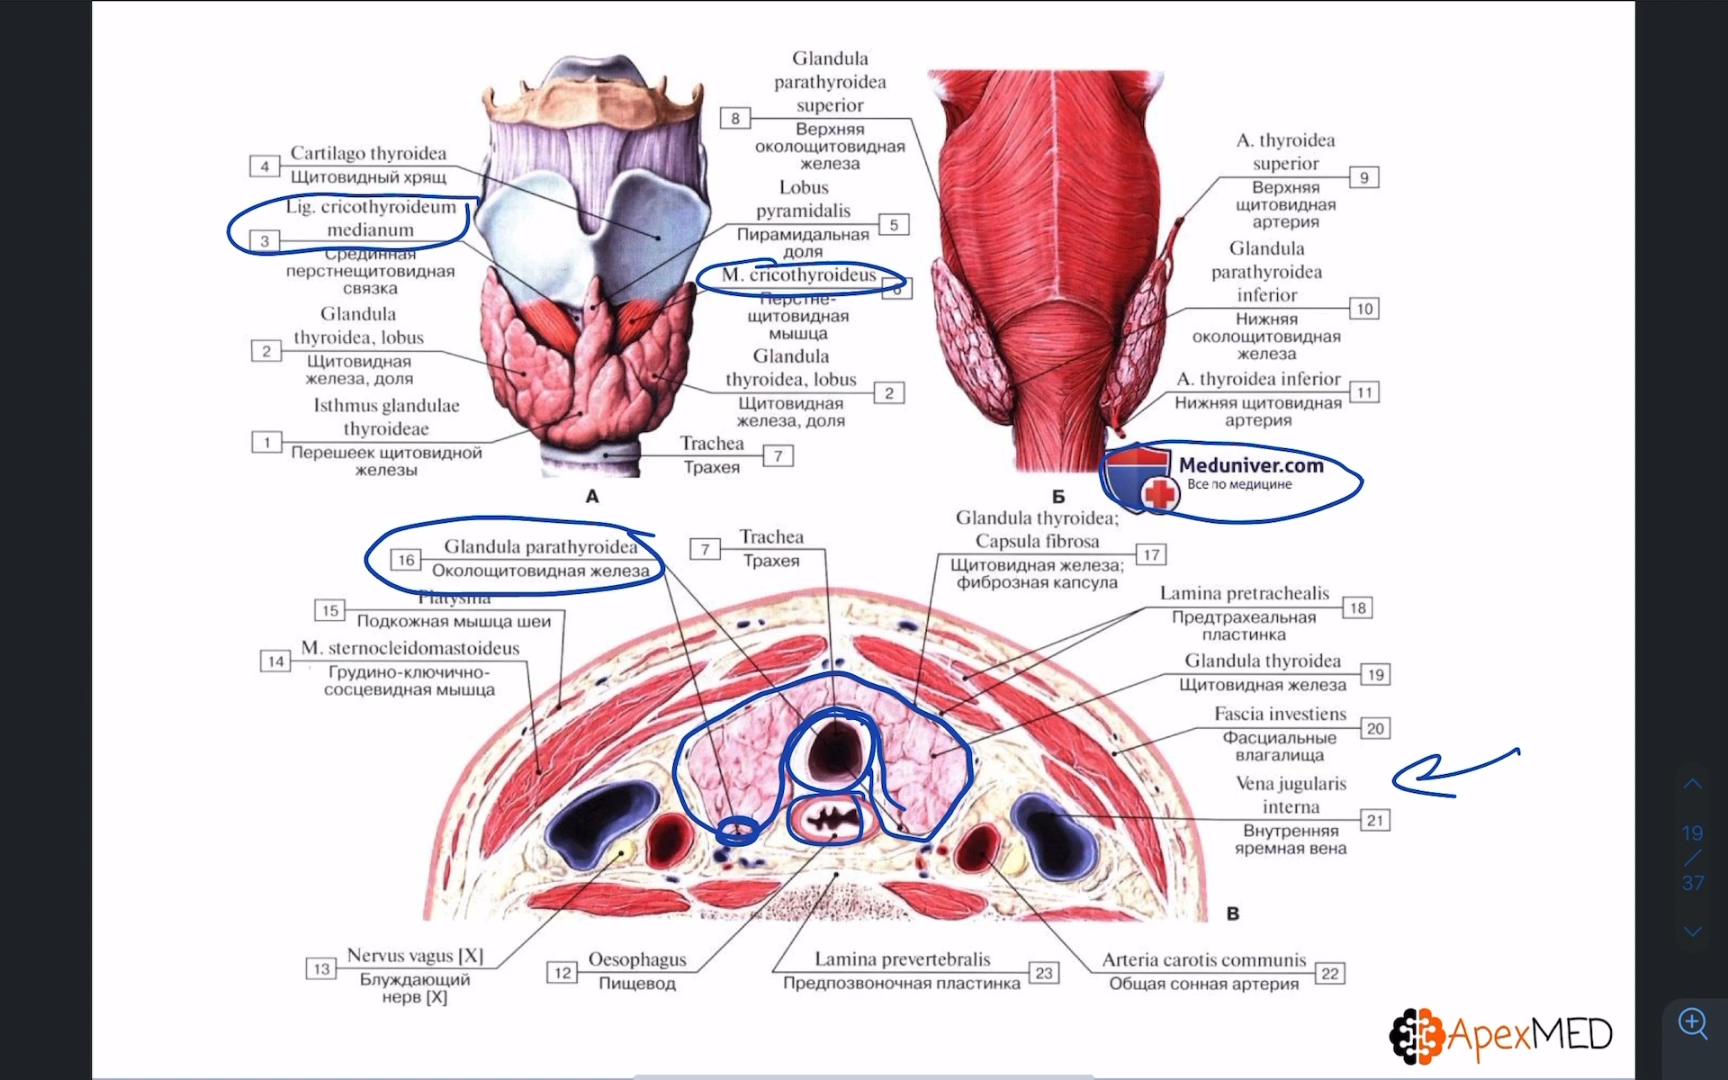 4
Cartilago thyroidea
Щитовидный хрящ
Lig. cricothyroideum
medianum
3
Срединная
перстнещитовидная
связка
Glandula
thyroidea, lobus
2
Щитовидная
железа, доля
Isthmus glandulae
thyroideae
1
Перешеек щитовидной
железы
Glandula
parathyroidea
superior
8
Верхняя
околощитовидная
железа
Lobus
pyramidalis
5
Пирамидальная
доля
M. cricothyroideus
6
Перстне-
щитовидная
мышца
Glandula
thyroidea, lobus
2
Щитовидная
железа, доля
Trachea
7
Трахея
А
A. thyroidea
superior
9
Верхняя
щитовидная
артерия
Glandula
parathyroidea
inferior
10
Нижняя
околощитовидная
железа
A. thyroidea inferior
11
Нижняя щитовидная
артерия
Meduniver.com
Все по медицине
Б
16
Glandula parathyroidea
Околощитовидная железа
7
Trachea
Трахея
Glandula thyroidea;
Capsula fibrosa
17
Щитовидная железа;
фиброзная капсула
15
Platysma
Подкожная мышца шеи
14
M. sternocleidomastoideus
Грудино-ключично-
сосцевидная мышца
Lamina pretrachealis
18
Предтрахеальная
пластинка
Glandula thyroidea
19
Щитовидная железа
Fascia investiens
20
Фасциальные
влагалища
Vena jugularis
interna
21
Внутренняя
яремная вена
В
13
Nervus vagus [X]
Блуждающий
нерв [X]
12
Oesophagus
Пищевод
Lamina prevertebralis
23
Предпозвоночная пластинка
Arteria carotis communis
22
Общая сонная артерия
19
/
37
ApexMED